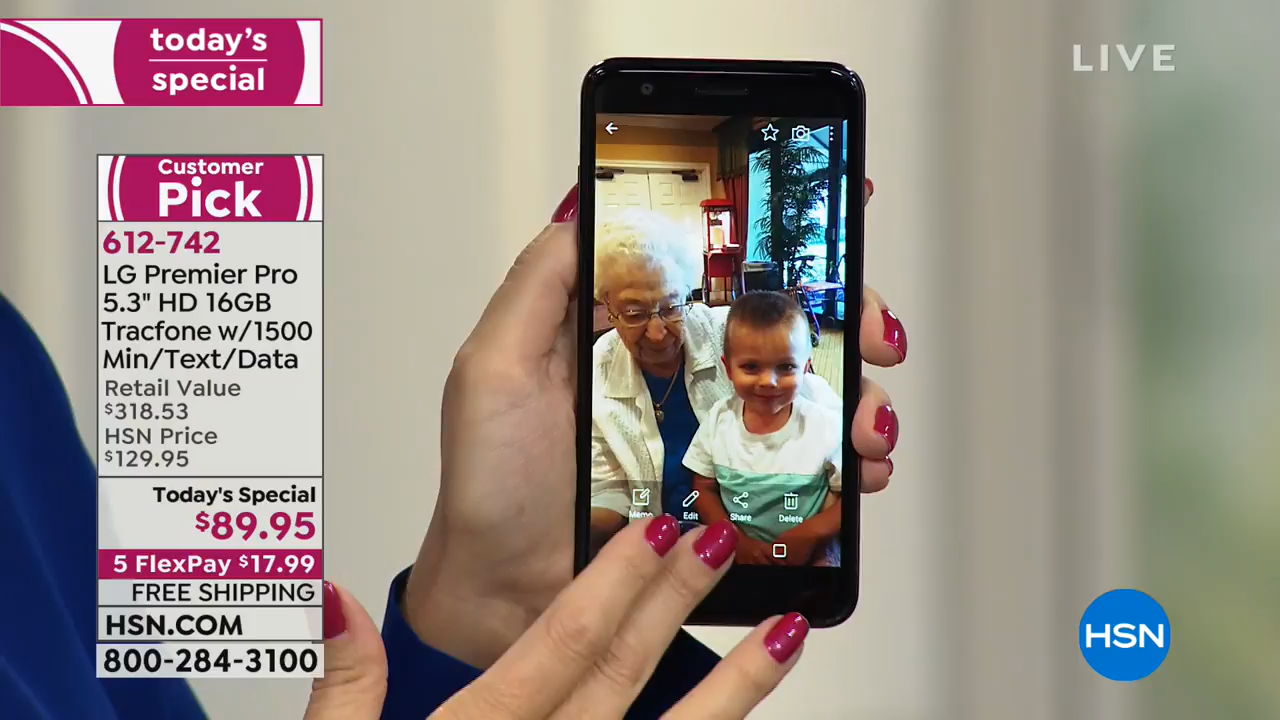 today's
special
LIVE
Customer
Pick
612-742
LG Premier Pro
5.3" HD 16GB
Tracfone w/1500
Min/Text/Data
Retail Value
$318.53
HSN Price
$129.95
Today's Special
$89.95
5 FlexPay $17.99
FREE SHIPPING
HSN.COM
800-284-3100
Memo
Edit
Share
Delete
HSN